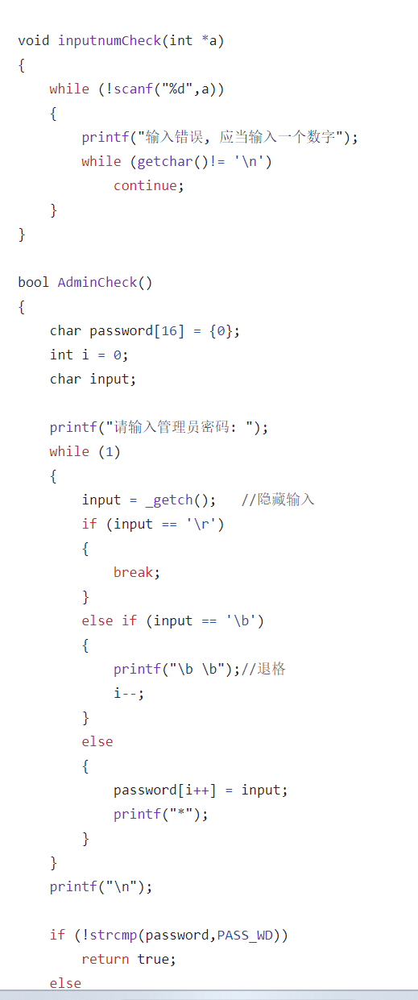 void inputnumCheck(int *a)
{
    while (!scanf("%d",a))
    {
        printf("输入错误, 应当输入一个数字");
        while (getchar()!= '\n')
            continue;
    }
}

bool AdminCheck()
{
    char password[16] = {0};
    int i = 0;
    char input;

    printf("请输入管理员密码: ");
    while (1)
    {
        input = _getch();   //隐藏输入
        if (input == '\r')
        {
            break;
        }
        else if (input == '\b')
        {
            printf("\b \b");//退格
            i--;
        }
        else
        {
            password[i++] = input;
            printf("*");
        }
    }
    printf("\n");

    if (!strcmp(password,PASS_WD))
        return true;
    else